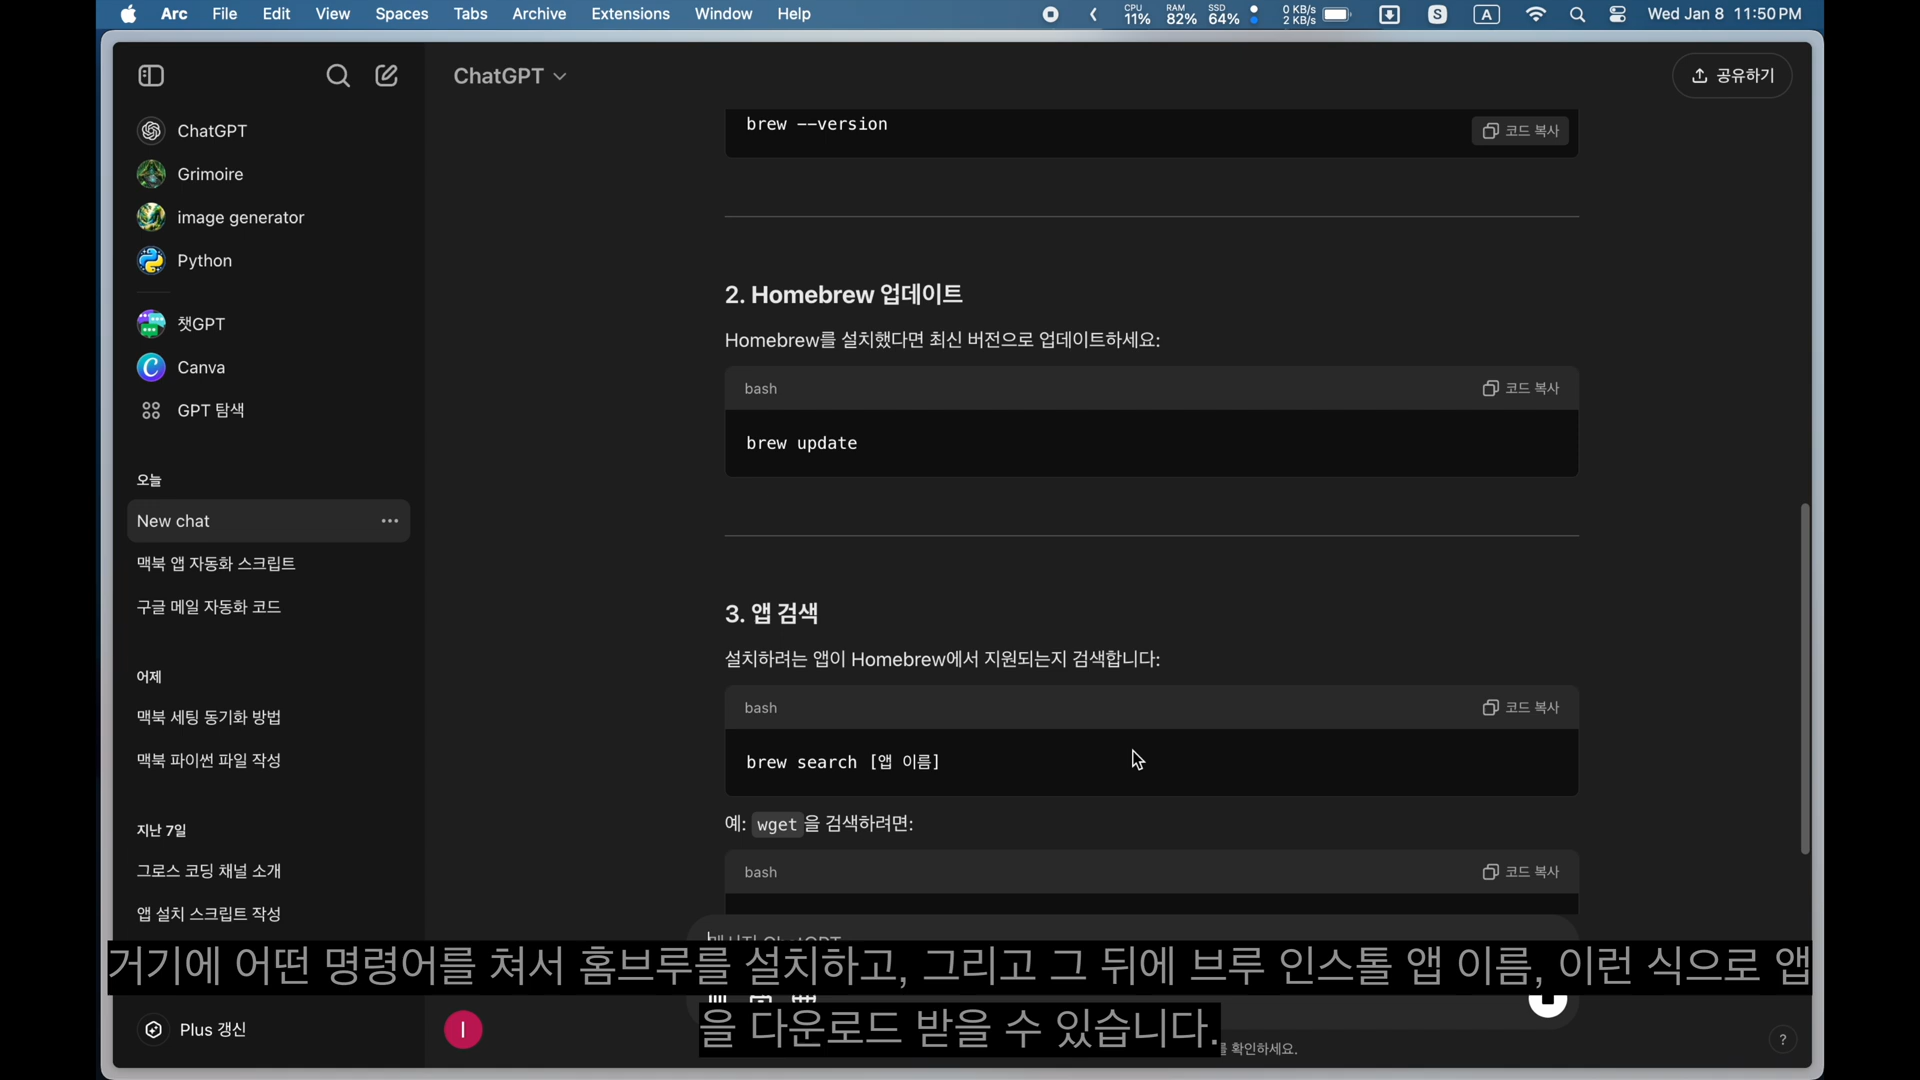 Arc File Edit View Spaces Tabs Archive Extensions Window Help
CPU 11% RAM 82% SSD 64% 0 KB/s 2 KB/s S A Wed Jan 8 11:50 PM
ChatGPT
공유하기
ChatGPT
Grimoire
image generator
Python
챗GPT
Canva
GPT 탐색
오늘
New chat
맥북 앱 자동화 스크립트
구글 메일 자동화 코드
어제
맥북 세팅 동기화 방법
맥북 파이썬 파일 작성
지난 7일
그로스 코딩 채널 소개
앱 설치 스크립트 작성
Plus 갱신
brew --version
코드 복사
2. Homebrew 업데이트
Homebrew를 설치했다면 최신 버전으로 업데이트하세요:
bash 코드 복사
brew update
3. 앱 검색
설치하려는 앱이 Homebrew에서 지원되는지 검색합니다:
bash 코드 복사
brew search [앱 이름]
예: wget을 검색하려면:
bash 코드 복사
거기에 어떤 명령어를 쳐서 홈브루를 설치하고, 그리고 그 뒤에 브루 인스톨 앱 이름, 이런 식으로 앱
을 다운로드 받을 수 있습니다.
확인하세요.
I
?